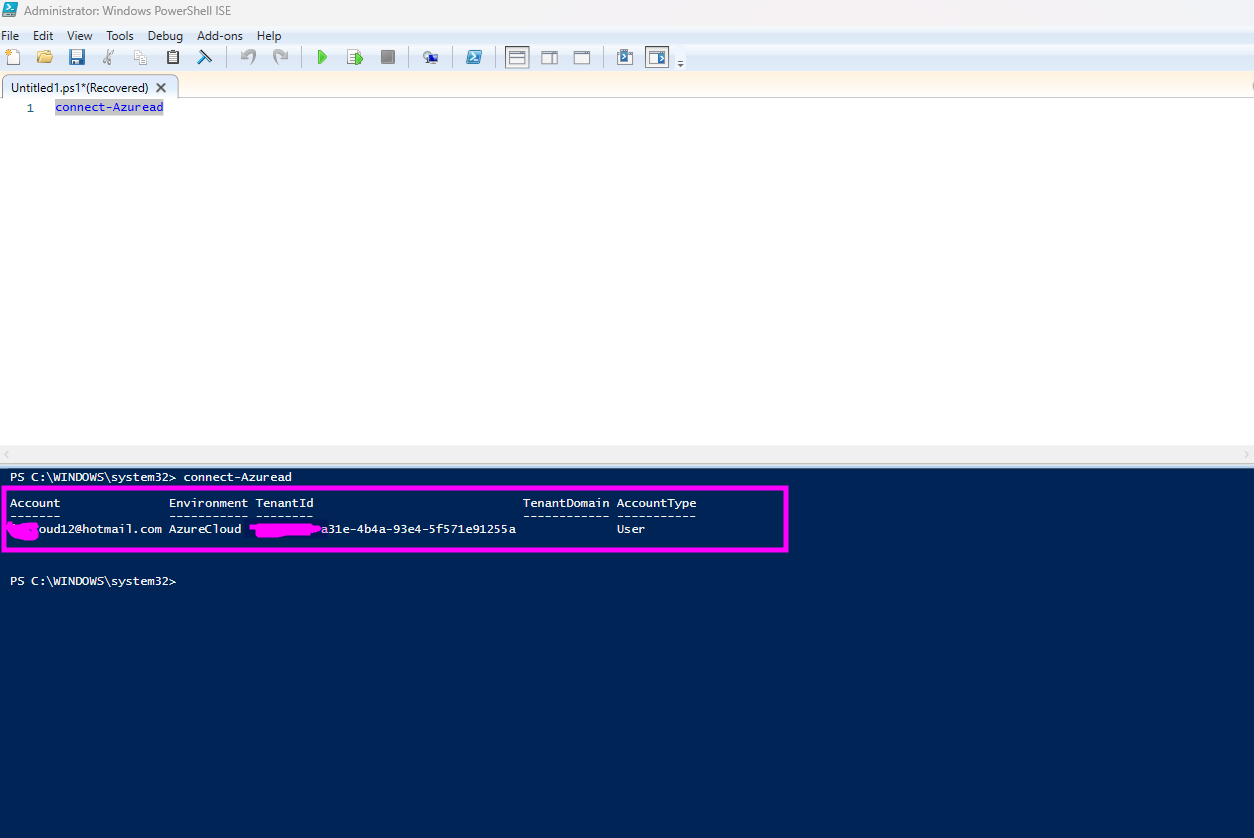 Administrator: Windows PowerShell ISE
File Edit View Tools Debug Add-ons Help
Untitled1.ps1*(Recovered)
1 connect-Azuread
PS C:\WINDOWS\system32> connect-Azuread
Account Environment TenantId TenantDomain AccountType
------- ----------- -------- ------------ -----------
oud12@hotmail.com AzureCloud a31e-4b4a-93e4-5f571e91255a User
PS C:\WINDOWS\system32>